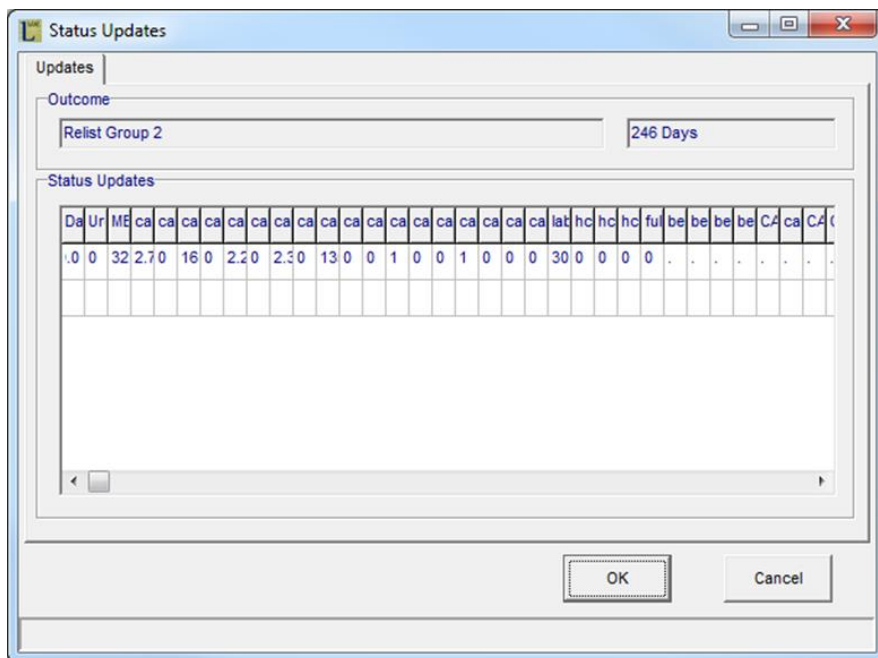 Status Updates
Updates
Outcome
Relist Group 2 246 Days
Status Updates
Da Ur ME ca ca ca ca ca ca ca ca ca ca ca ca ca ca ca ca ca ca lab hc hc hc ful be be be be CA ca CA
.0 0 32 2.7 0 16 0 2.2 0 2.3 0 13 0 0 1 0 0 1 0 0 0 30 0 0 0 0 . . . . . . . .
OK Cancel